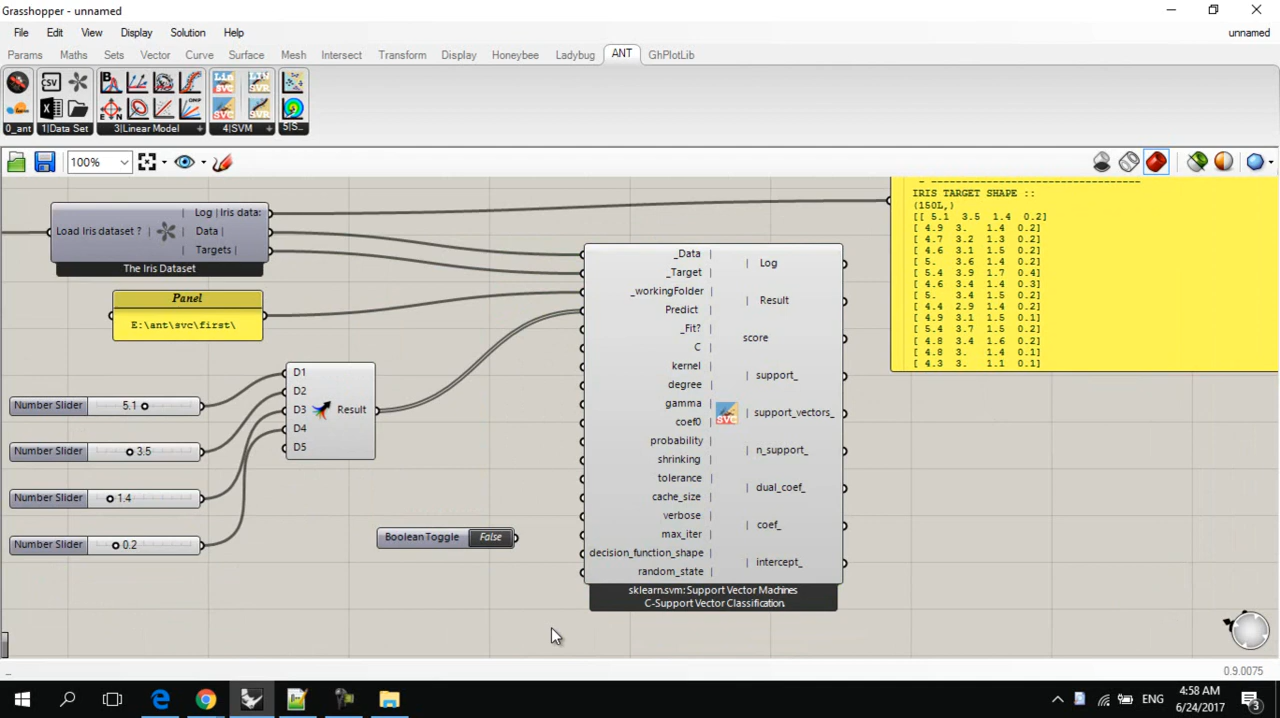 Grasshopper - unnamed
File Edit View Display Solution Help unnamed
Params Maths Sets Vector Curve Surface Mesh Intersect Transform Display Honeybee Ladybug ANT GhPlotLib
0_ant 1|Data Set 3|Linear Model 4|SVM 5|S...
100%
Load Iris dataset ? |
| Log | Iris data:
Data |
Targets |
The Iris Dataset
Panel
E:\ant\svc\first\
Number Slider 5.1
Number Slider 3.5
Number Slider 1.4
Number Slider 0.2
D1
D2
D3
D4
D5
Result
Boolean Toggle False
_Data |
_Target |
_workingFolder |
Predict |
_Fit? |
C |
kernel |
degree |
gamma |
coef0 |
probability |
shrinking |
tolerance |
cache_size |
verbose |
max_iter |
decision_function_shape |
random_state |
SVC
| Log
| Result
score
| support_
| support_vectors_
| n_support_
| dual_coef_
| coef_
| intercept_
sklearn.svm: Support Vector Machines
C-Support Vector Classification.
IRIS TARGET SHAPE ::
(150L,)
[[ 5.1 3.5 1.4 0.2]
[ 4.9 3. 1.4 0.2]
[ 4.7 3.2 1.3 0.2]
[ 4.6 3.1 1.5 0.2]
[ 5. 3.6 1.4 0.2]
[ 5.4 3.9 1.7 0.4]
[ 4.6 3.4 1.4 0.3]
[ 5. 3.4 1.5 0.2]
[ 4.4 2.9 1.4 0.2]
[ 4.9 3.1 1.5 0.1]
[ 5.4 3.7 1.5 0.2]
[ 4.8 3.4 1.6 0.2]
[ 4.8 3. 1.4 0.1]
[ 4.3 3. 1.1 0.1]
0.9.0075
ENG
4:58 AM
6/24/2017
3